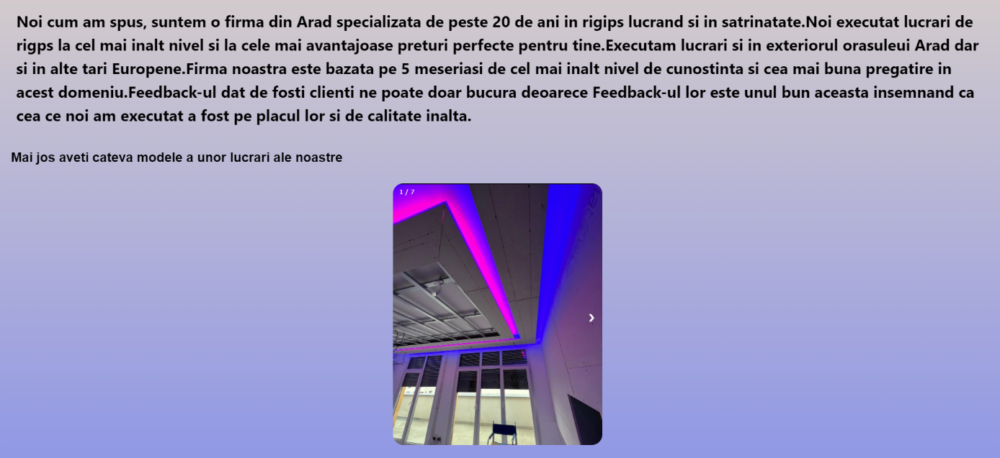 Noi cum am spus, suntem o firma din Arad specializata de peste 20 de ani in rigips lucrand si in satrinatate.Noi executat lucrari de
rigps la cel mai inalt nivel si la cele mai avantajoase preturi perfecte pentru tine.Executam lucrari si in exteriorul orasuleui Arad dar
si in alte tari Europene.Firma noastra este bazata pe 5 meseriasi de cel mai inalt nivel de cunostinta si cea mai buna pregatire in
acest domeniu.Feedback-ul dat de fosti clienti ne poate doar bucura deoarece Feedback-ul lor este unul bun aceasta insemnand ca
cea ce noi am executat a fost pe placul lor si de calitate inalta.
Mai jos aveti cateva modele a unor lucrari ale noastre
1 / 7